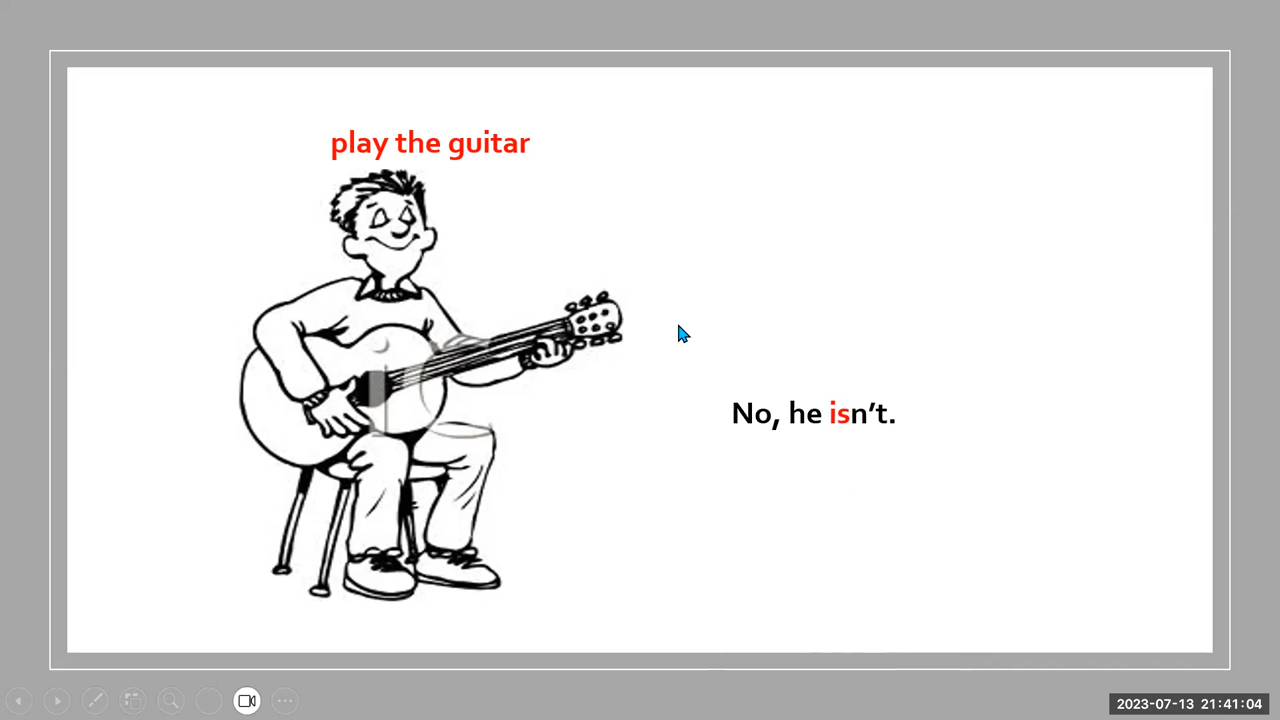 play the guitar
No, he isn’t.
2023-07-13 21:41:04